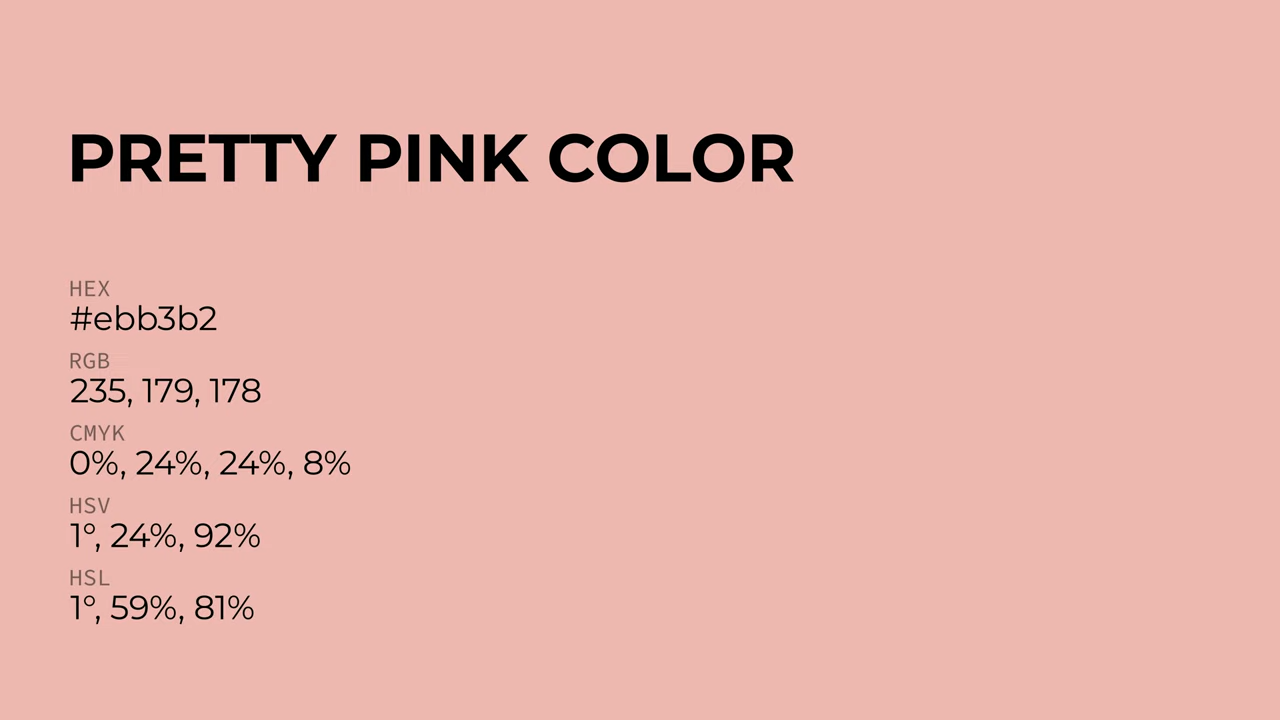 PRETTY PINK COLOR
HEX
#ebb3b2
RGB
235, 179, 178
CMYK
0%, 24%, 24%, 8%
HSV
1°, 24%, 92%
HSL
1°, 59%, 81%